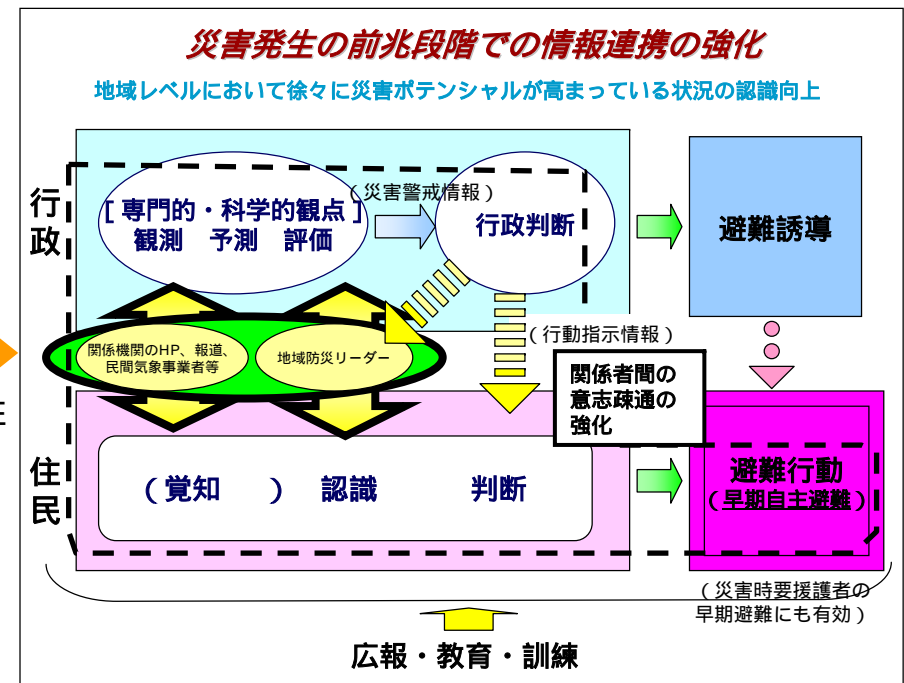 災害発生の前兆段階での情報連携の強化
地域レベルにおいて徐々に災害ポテンシャルが高まっている状況の認識向上
行政
［専門的・科学的観点］
観測　予測　評価
（災害警戒情報）
行政判断
避難誘導
関係機関のHP、報道、
民間気象事業者等
地域防災リーダー
（行動指示情報）
関係者間の
意志疎通の
強化
住民
（覚知　）　認識　判断
避難行動
（早期自主避難）
（災害時要援護者の
早期避難にも有効）
広報・教育・訓練